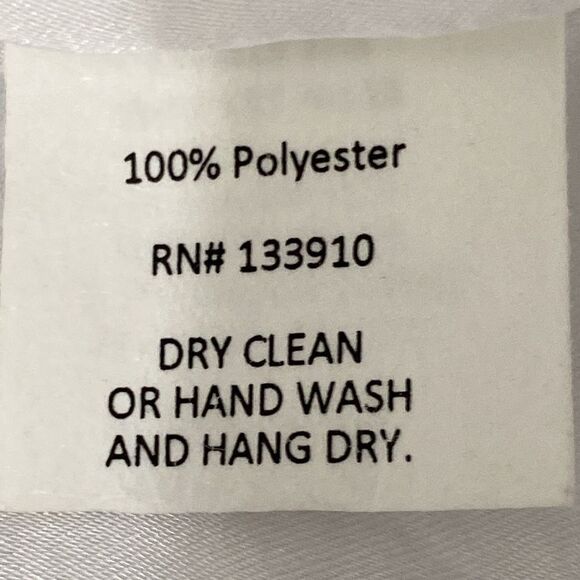 100% Polyester
RN# 133910
DRY CLEAN
OR HAND WASH
AND HANG DRY.